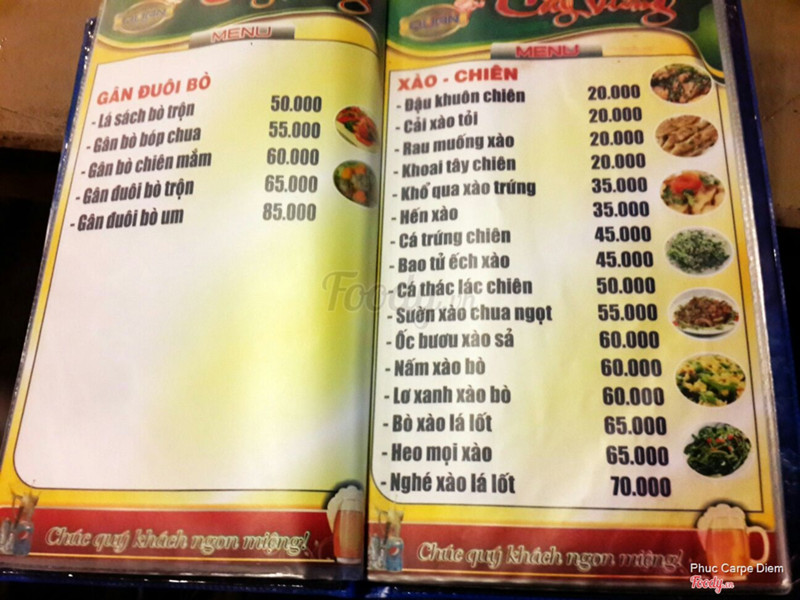 QUÁN
MENU
GÂN ĐUÔI BÒ
- Lá sách bò trộn 50.000
- Gân bò bóp chua 55.000
- Gân bò chiên mắm 60.000
- Gân đuôi bò trộn 65.000
- Gân đuôi bò um 85.000
Chúc quý khách ngon miệng!
QUÁN
MENU
XÀO - CHIÊN
- Đậu khuôn chiên 20.000
- Cải xào tỏi 20.000
- Rau muống xào 20.000
- Khoai tây chiên 20.000
- Khổ qua xào trứng 35.000
- Hến xào 35.000
- Cá trứng chiên 45.000
- Bao tử ếch xào 45.000
- Cá thác lác chiên 50.000
- Sườn xào chua ngọt 55.000
- Ốc bươu xào sả 60.000
- Nấm xào bò 60.000
- Lơ xanh xào bò 60.000
- Bò xào lá lốt 65.000
- Heo mọi xào 65.000
- Nghé xào lá lốt 70.000
Chúc quý khách ngon miệng!
Foody.vn
Phuc Carpe Diem
Foody.vn